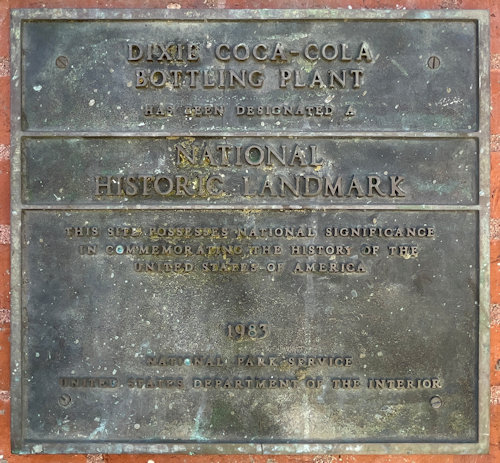 DIXIE COCA-COLA
BOTTLING PLANT
HAS BEEN DESIGNATED A
NATIONAL
HISTORIC LANDMARK
THIS SITE POSSESSES NATIONAL SIGNIFICANCE
IN COMMEMORATING THE HISTORY OF THE
UNITED STATES OF AMERICA
1983
NATIONAL PARK SERVICE
UNITED STATES DEPARTMENT OF THE INTERIOR